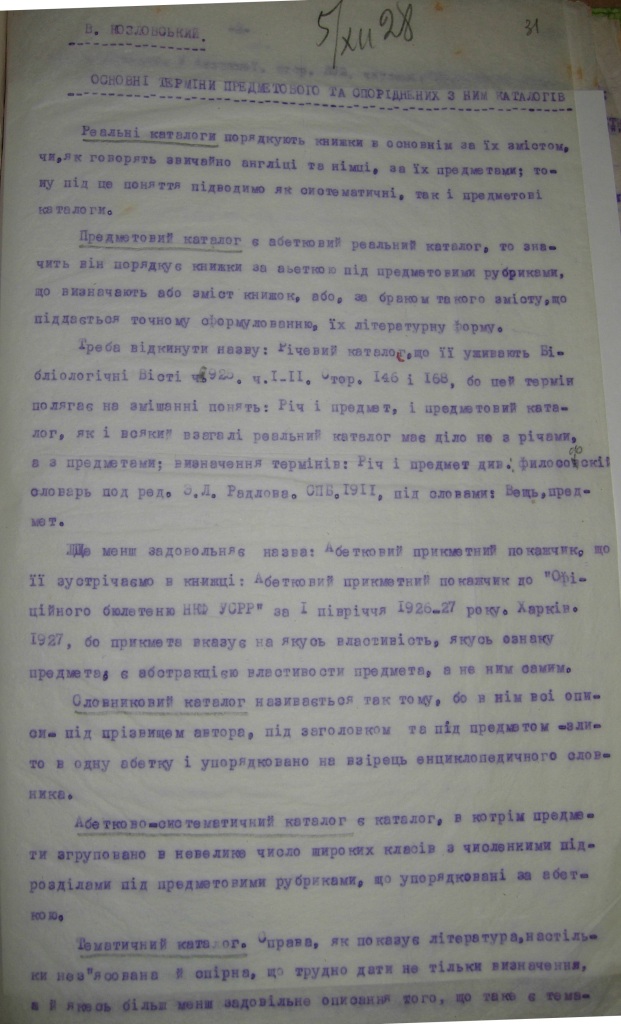 5/XII 28
31
В. КОЗЛОВСЬКИЙ.
ОСНОВНІ ТЕРМІНИ ПРЕДМЕТОВОГО ТА СПОРІДНЕНИХ З НИМ КАТАЛОГІВ
Реальні каталоги порядкують книжки в основнім за їх змістом,
чи,як говорять звичайно англіці та німці, за їх предметами; то-
му під це поняття підводимо як систематичні, так і предметові
каталоги.
Предметовий каталог є абетковий реальний каталог, то зна-
чить він порядкує книжки за абеткою під предметовими рубриками,
що визначають або зміст книжок, або, за браком такого змісту,що
піддається точному сформулованню, їх літературну форму.
Треба відкинути назву: Річевий каталог,що її уживають Бі-
бліологічні Вісті 1925. ч.І-ІІ. Стор. 146 і 168, бо цей термін
полягає на змішанні понять: Річ і предмет, і предметовий ката-
лог, як і всякий взагалі реальний каталог має діло не з річами,
а з предметами; визначення термінів: Річ і предмет див. философскій
словарь под ред. Э.Л. Радлова. СПБ.1911, під словами: Вещь,пред-
мет.
Ще менш задовольняє назва: Абетковий прикметний покажчик, що
її зустрічаємо в книжці: Абетковий прикметний покажчик до "Офі-
ційного бюлетеню НКФ УСРР" за І півріччя 1926-27 року. Харків.
1927, бо прикмета вказує на якусь властивість, якусь ознаку
предмета, є абстракцією властивости предмета, а не ним самим.
Словниковий каталог називається так тому, бо в нім всі опи-
си- під прізвищем автора, під заголовком та під предметом -зли-
то в одну абетку і упорядковано на взірець енциклопедичного слов-
ника.
Абетково-систематичний каталог є каталог, в котрім предме-
ти згруповано в невелике число широких класів з численкими під-
розділами під предметовими рубриками, що упорядковані за абет-
кою.
Тематичний каталог. Справа, як показує література,настіль-
ки нез"ясована й спірна, що трудно дати не тільки визначення,
а й якесь більш менш задовільне описання того, що таке є тема-